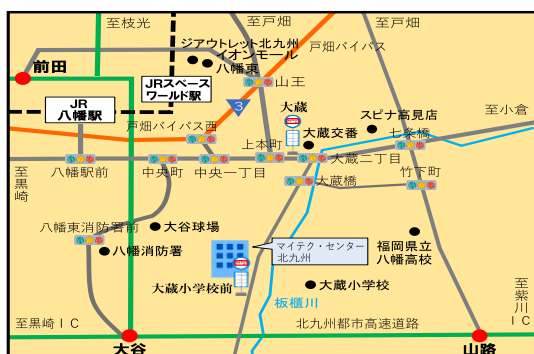 至枝光
至戸畑
至戸畑
ジアウトレット北九州
イオンモール
八幡東
戸畑バイパス
前田
山王
JRスペース
ワールド駅
JR
八幡駅
3
大蔵
スピナ高見店
至小倉
戸畑バイパス西
大蔵交番
七条橋
上本町
八幡駅前
中央町
中央一丁目
大蔵二丁目
至黒崎
大蔵橋
竹下町
八幡東消防署前
大谷球場
八幡消防署
マイテク・センター
北九州
福岡県立
八幡高校
大蔵小学校前
大蔵小学校
板櫃川
至紫川IC
至黒崎IC
北九州都市高速道路
大谷
山路